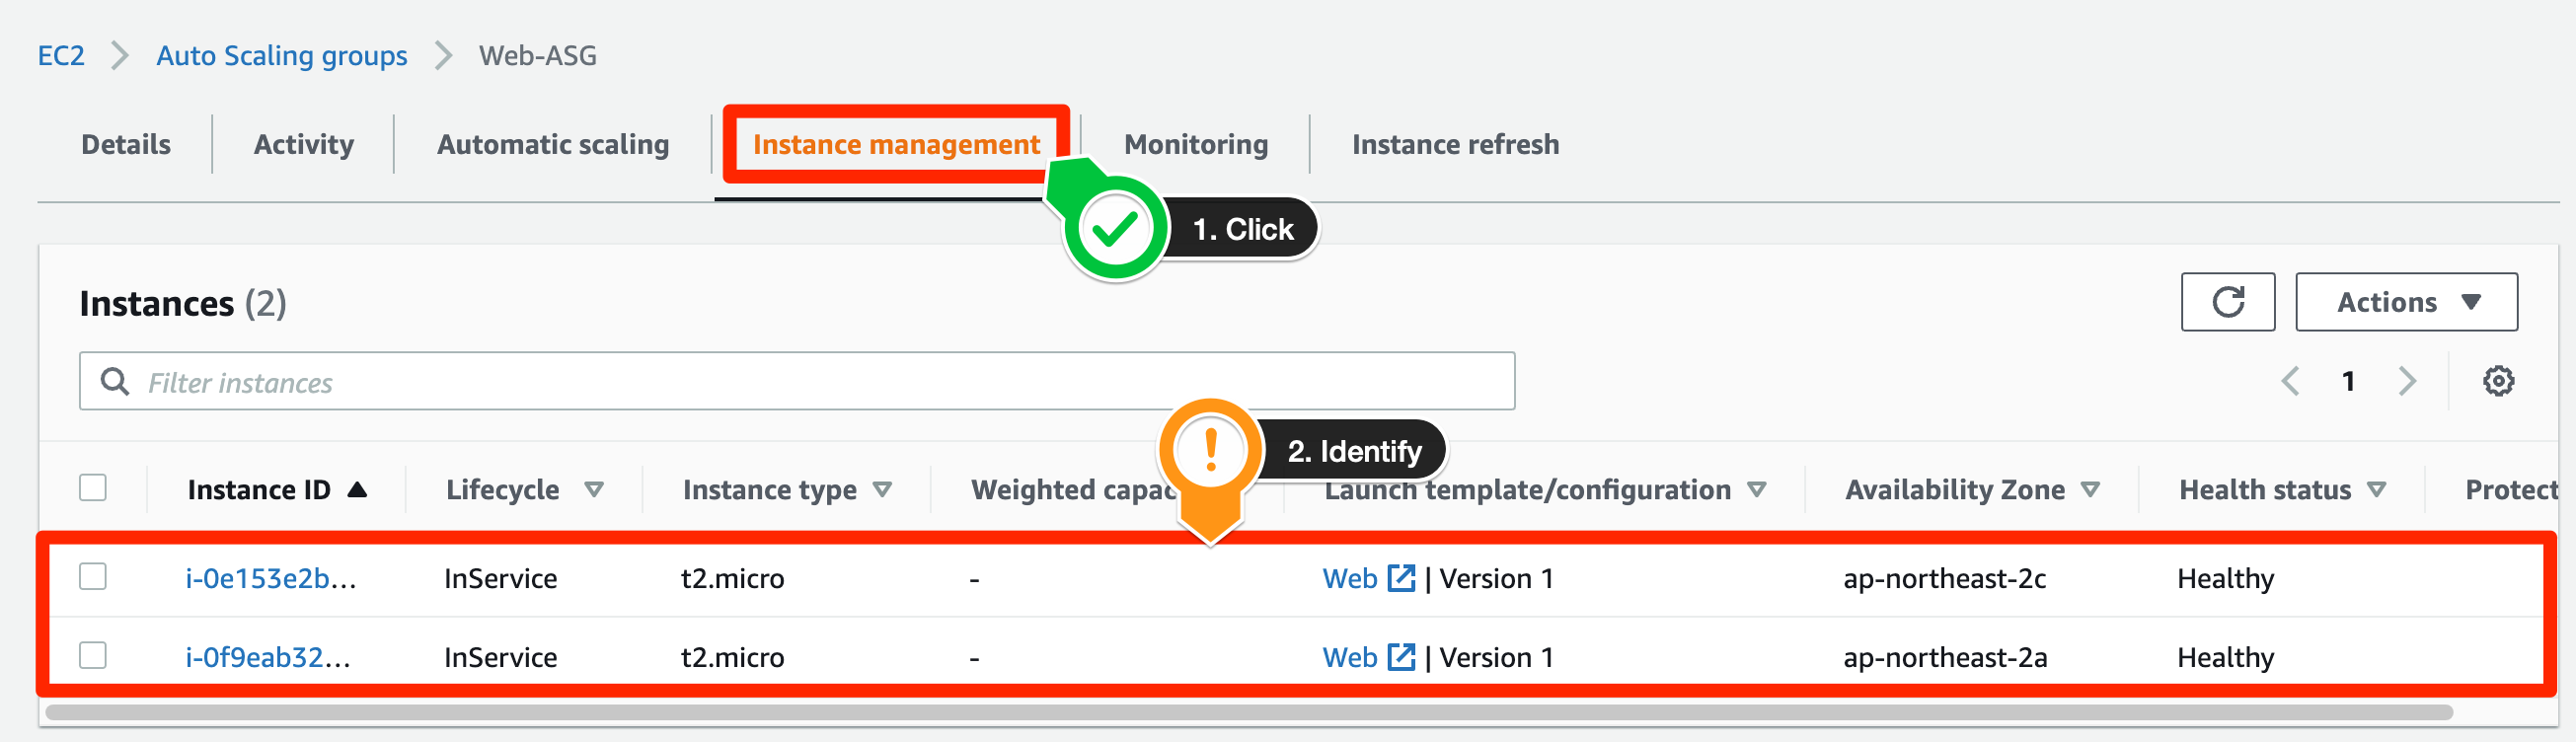 EC2 > Auto Scaling groups > Web-ASG
Details Activity Automatic scaling Instance management Monitoring Instance refresh
1. Click
Instances (2) Actions
Filter instances 1
2. Identify
Instance ID Lifecycle Instance type Weighted capac Launch template/configuration Availability Zone Health status Protect
i-0e153e2b... InService t2.micro - Web | Version 1 ap-northeast-2c Healthy
i-0f9eab32... InService t2.micro - Web | Version 1 ap-northeast-2a Healthy